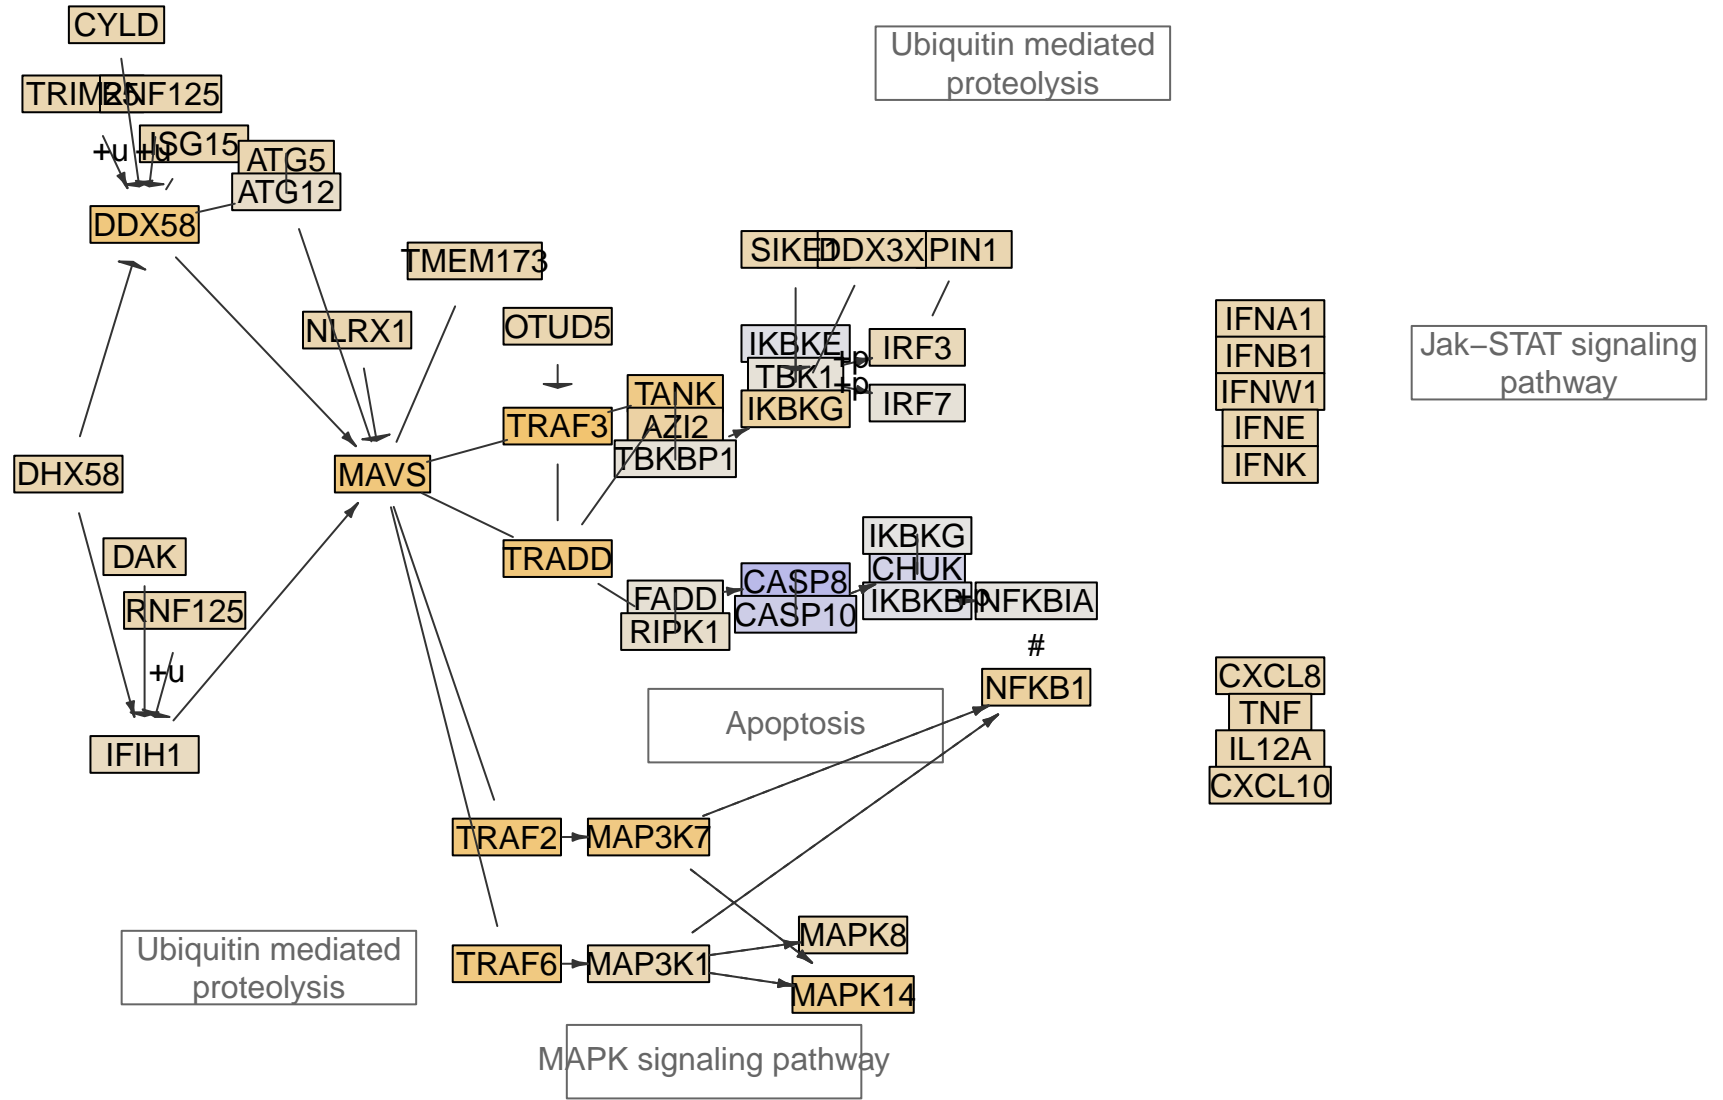 CYLD
Ubiquitin mediated
proteolysis
TRIM25
RNF125
+u
+u
ISG15
ATG5
ATG12
DDX58
TMEM173
SIKE1
DDX3X
PIN1
NLRX1
OTUD5
IKBKE
+p
IRF3
TBK1
+p
IRF7
IKBKG
TANK
AZI2
TBKBP1
TRAF3
IFNA1
IFNB1
IFNW1
IFNE
IFNK
Jak−STAT signaling
pathway
DHX58
MAVS
DAK
RNF125
+u
IFIH1
TRADD
FADD
RIPK1
CASP8
CASP10
IKBKG
CHUK
IKBKB
+p
NFKBIA
#
NFKB1
CXCL8
TNF
IL12A
CXCL10
Apoptosis
TRAF2
MAP3K7
TRAF6
MAP3K1
MAPK8
MAPK14
Ubiquitin mediated
proteolysis
MAPK signaling pathway